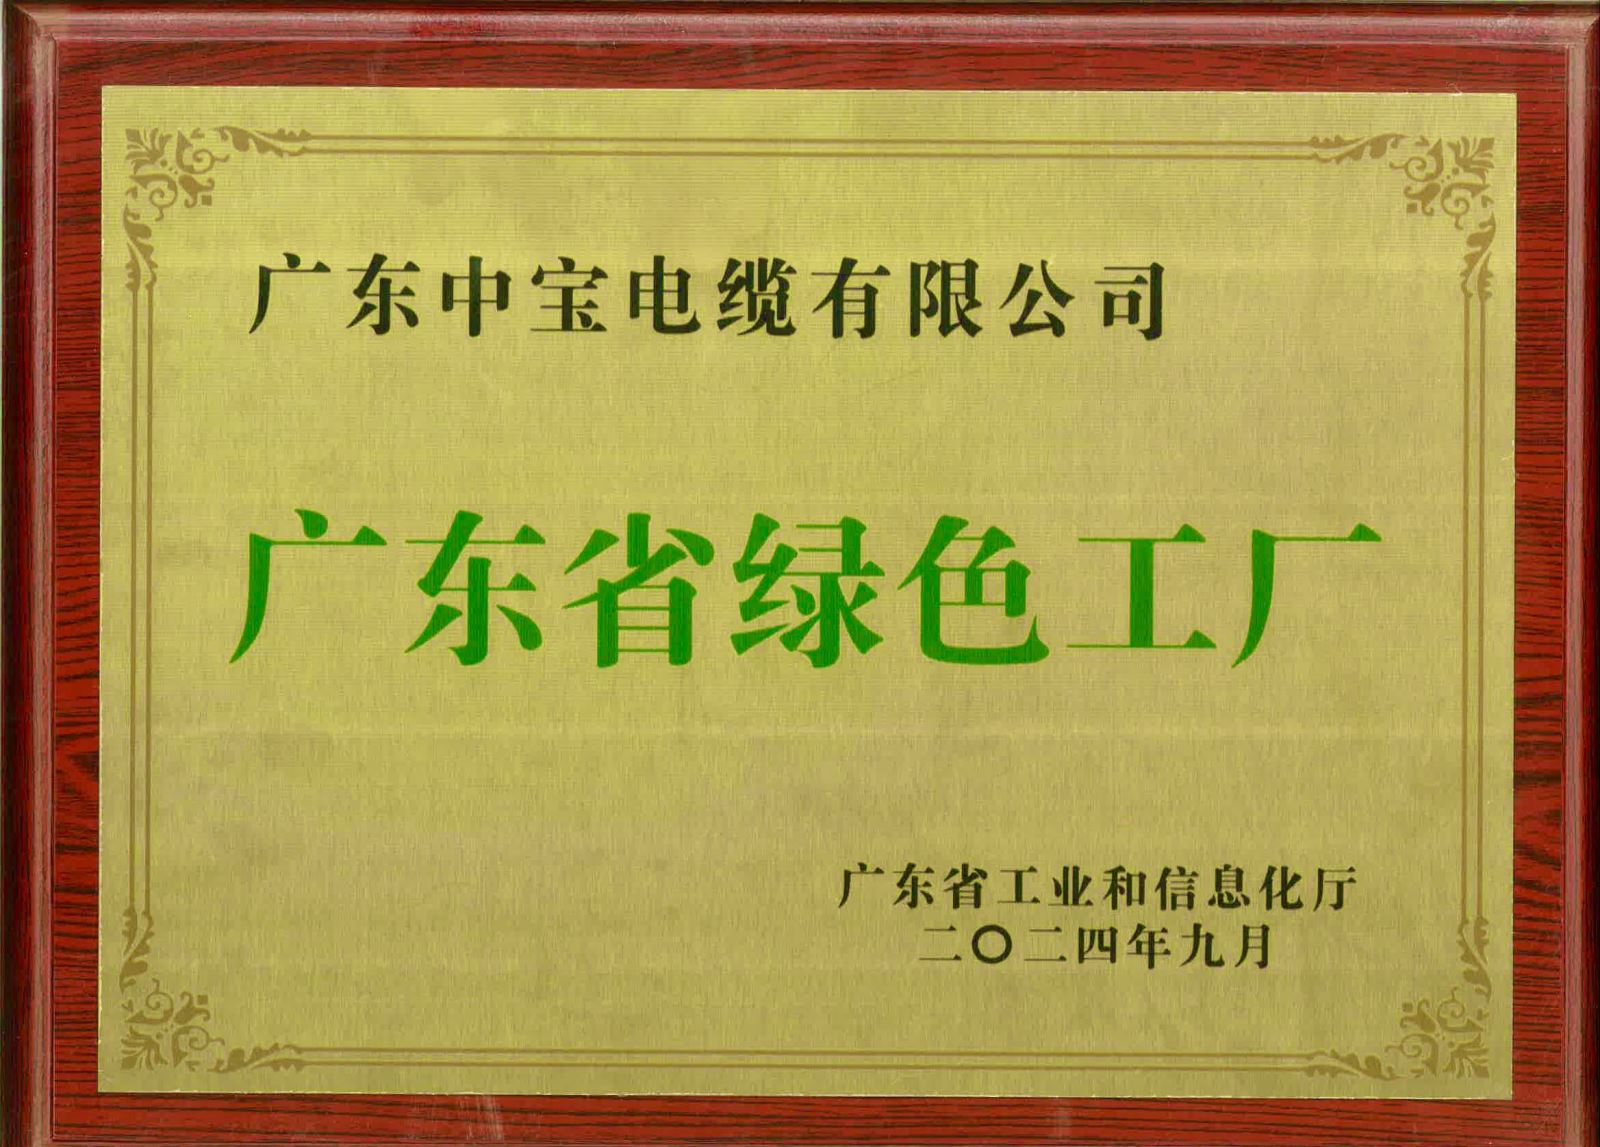 广东中宝电缆有限公司
广东省绿色工厂
广东省工业和信息化厅
二〇二四年九月